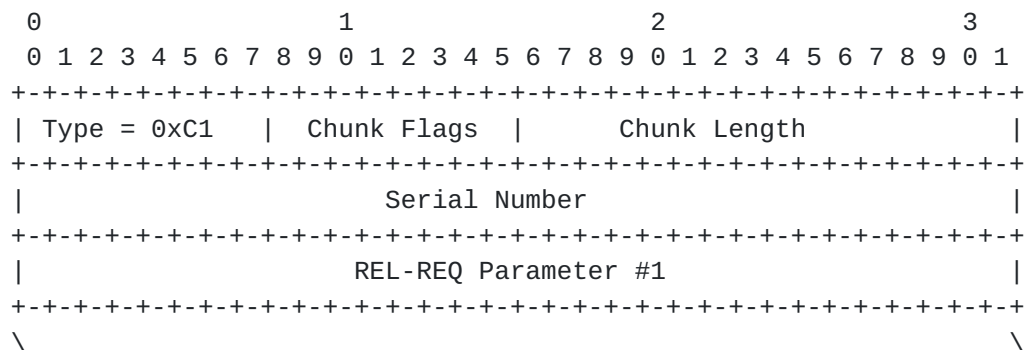 0                   1                   2                   3
 0 1 2 3 4 5 6 7 8 9 0 1 2 3 4 5 6 7 8 9 0 1 2 3 4 5 6 7 8 9 0 1
+-+-+-+-+-+-+-+-+-+-+-+-+-+-+-+-+-+-+-+-+-+-+-+-+-+-+-+-+-+-+-+-+
| Type = 0xC1   |  Chunk Flags  |      Chunk Length             |
+-+-+-+-+-+-+-+-+-+-+-+-+-+-+-+-+-+-+-+-+-+-+-+-+-+-+-+-+-+-+-+-+
|                       Serial Number                           |
+-+-+-+-+-+-+-+-+-+-+-+-+-+-+-+-+-+-+-+-+-+-+-+-+-+-+-+-+-+-+-+-+
|                     REL-REQ Parameter #1                      |
+-+-+-+-+-+-+-+-+-+-+-+-+-+-+-+-+-+-+-+-+-+-+-+-+-+-+-+-+-+-+-+-+
\                                                               \